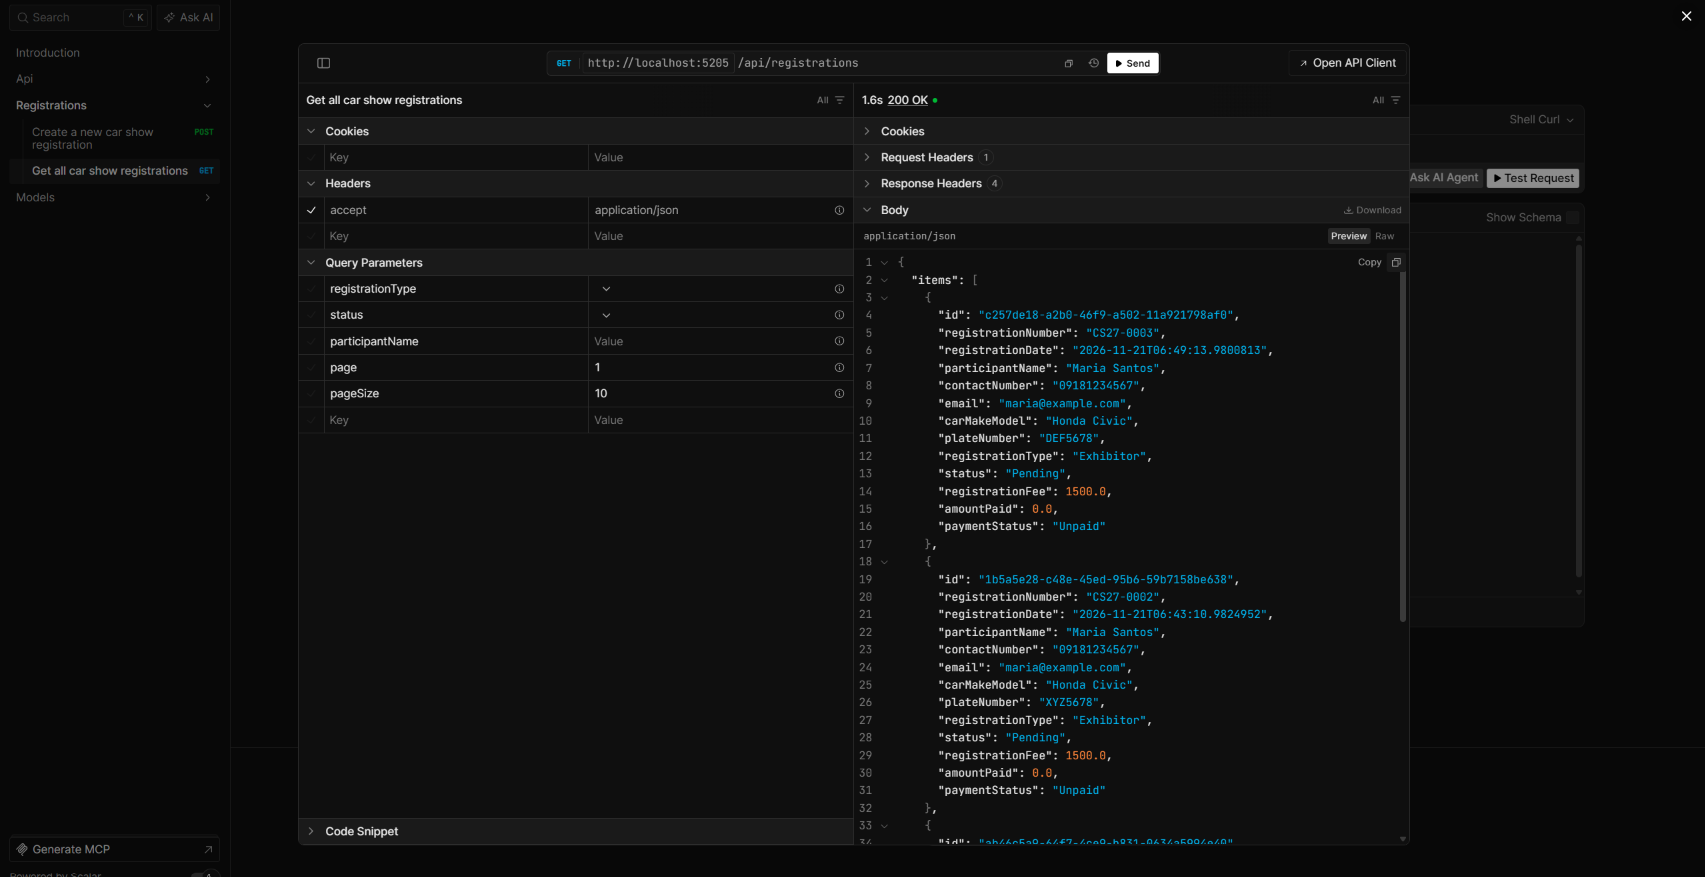 Search
^ K
Ask AI
Introduction
Api
Registrations
Create a new car show registration
POST
Get all car show registrations
GET
Models
Generate MCP
Powered by Scalar
GET
http://localhost:5205
/api/registrations
Send
Open API Client
Get all car show registrations
All
Cookies
Key
Value
Headers
accept
application/json
Key
Value
Query Parameters
registrationType
status
participantName
Value
page
1
pageSize
10
Key
Value
Code Snippet
1.6s 200 OK
All
Cookies
Request Headers 1
Response Headers 4
Body
Download
application/json
Preview
Raw
Copy
1 {
2 "items": [
3 {
4 "id": "c257de18-a2b0-46f9-a502-11a921798af0",
5 "registrationNumber": "CS27-0003",
6 "registrationDate": "2026-11-21T06:49:13.9800813",
7 "participantName": "Maria Santos",
8 "contactNumber": "09181234567",
9 "email": "maria@example.com",
10 "carMakeModel": "Honda Civic",
11 "plateNumber": "DEF5678",
12 "registrationType": "Exhibitor",
13 "status": "Pending",
14 "registrationFee": 1500.0,
15 "amountPaid": 0.0,
16 "paymentStatus": "Unpaid"
17 },
18 {
19 "id": "1b5a5e28-c48e-45ed-95b6-59b7158be638",
20 "registrationNumber": "CS27-0002",
21 "registrationDate": "2026-11-21T06:43:10.9824952",
22 "participantName": "Maria Santos",
23 "contactNumber": "09181234567",
24 "email": "maria@example.com",
25 "carMakeModel": "Honda Civic",
26 "plateNumber": "XYZ5678",
27 "registrationType": "Exhibitor",
28 "status": "Pending",
29 "registrationFee": 1500.0,
30 "amountPaid": 0.0,
31 "paymentStatus": "Unpaid"
32 },
33 {
34 "id":
Shell Curl
Ask AI Agent
Test Request
Show Schema